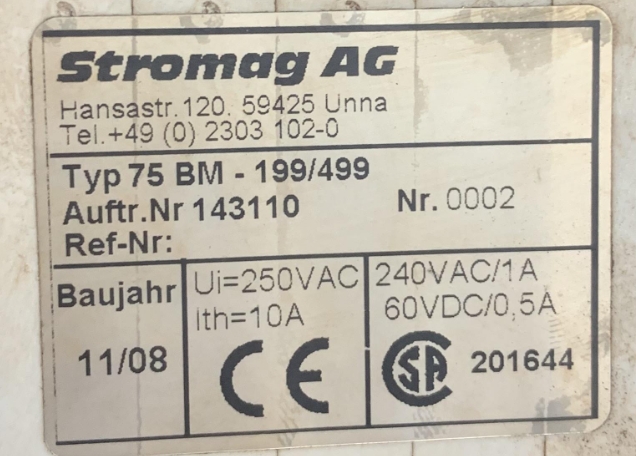 Stromag AG
Hansastr.120. 59425 Unna
Tel.+49 (0) 2303 102-0
Typ 75 BM - 199/499
Auftr.Nr 143110 Nr. 0002
Ref-Nr:
Baujahr
11/08
Ui=250VAC
Ith=10A
CE
240VAC/1A
60VDC/0,5A
CSA 201644